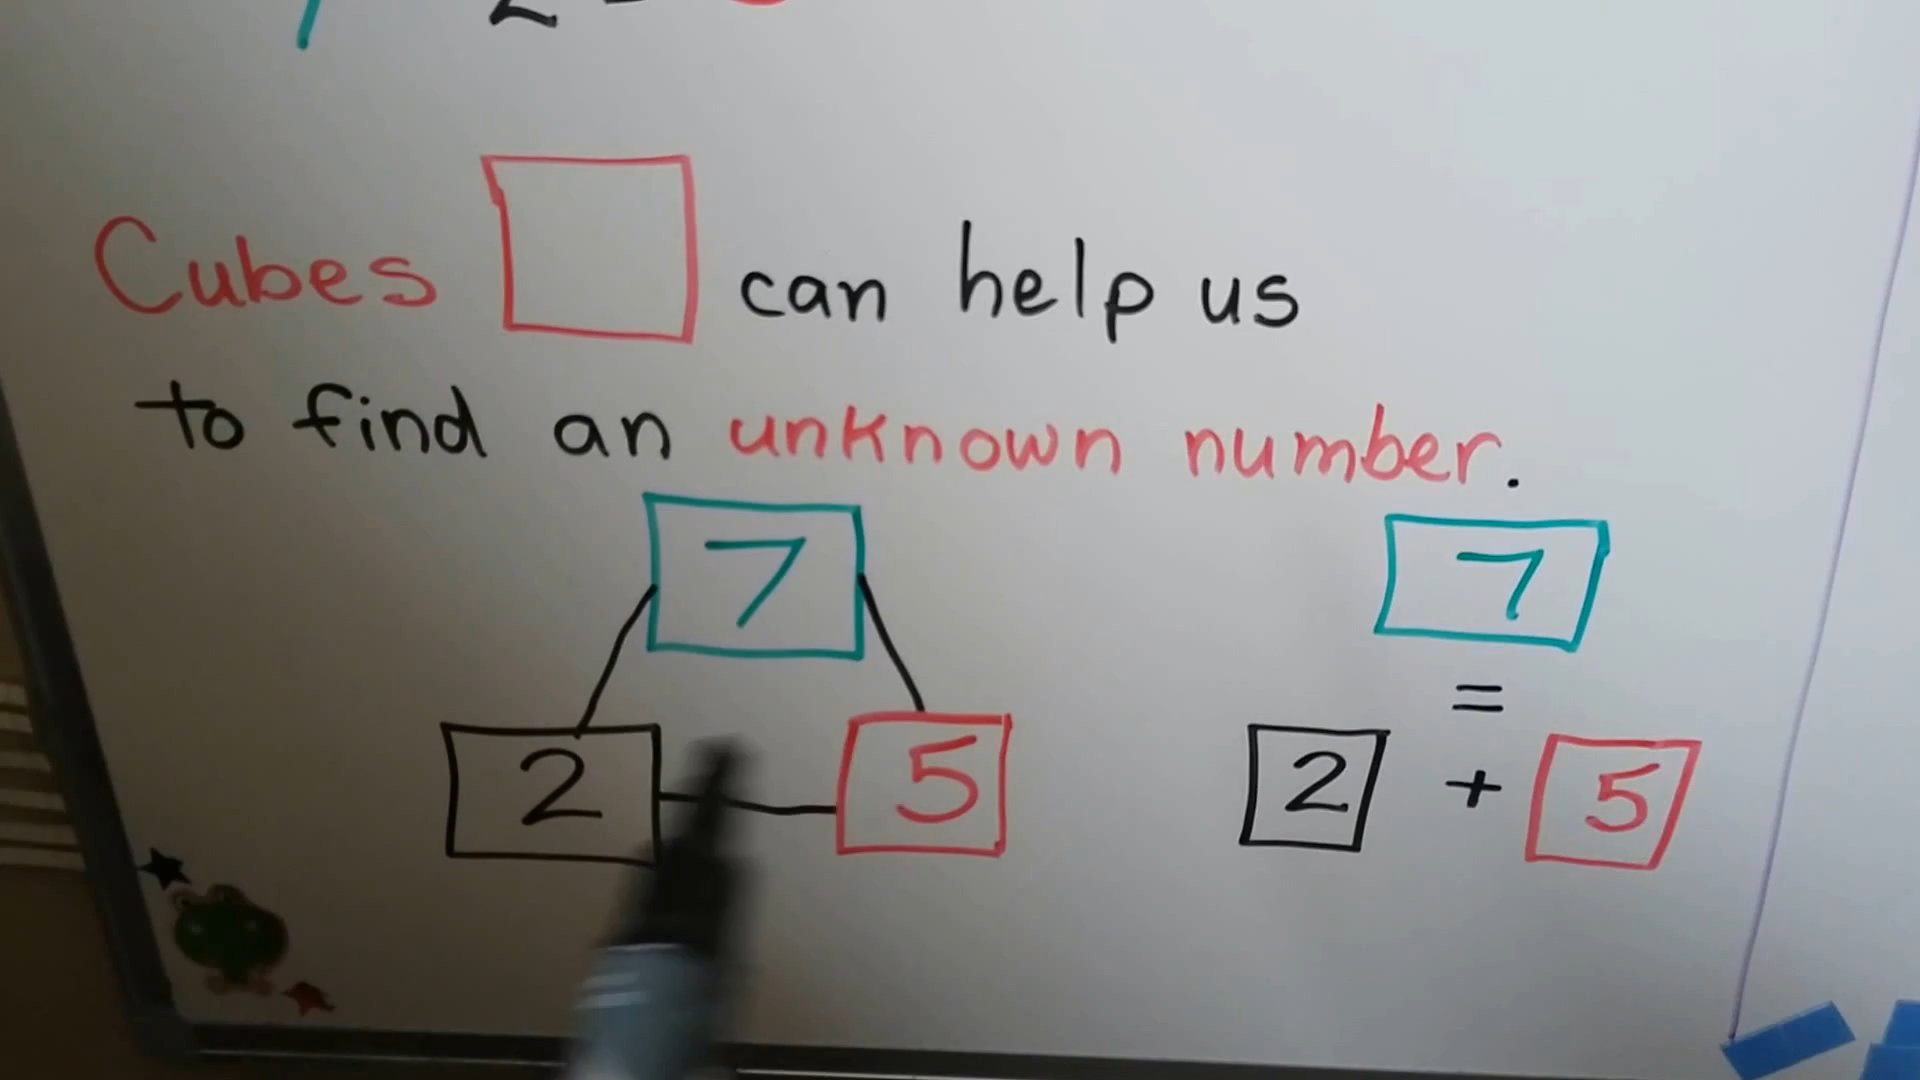 Cubes can help us
to find an unknown number.
7
7
=
2 5
2 + 5